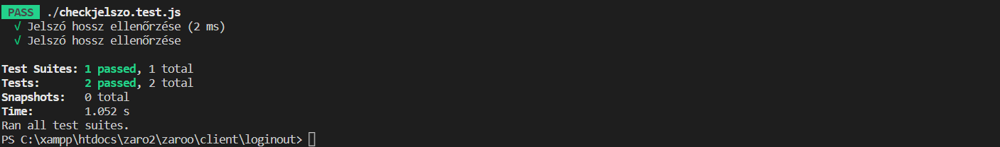 PASS ./checkjelszo.test.js
√ Jelszó hossz ellenőrzése (2 ms)
√ Jelszó hossz ellenőrzése
Test Suites: 1 passed, 1 total
Tests: 2 passed, 2 total
Snapshots: 0 total
Time: 1.052 s
Ran all test suites.
PS C:\xampp\htdocs\zaro2\zaroo\client\loginout>